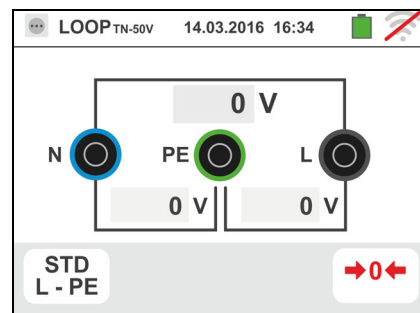 LOOP TN-50V 14.03.2016 16:34
0 V
N PE L
0 V 0 V
STD
L - PE
→0←